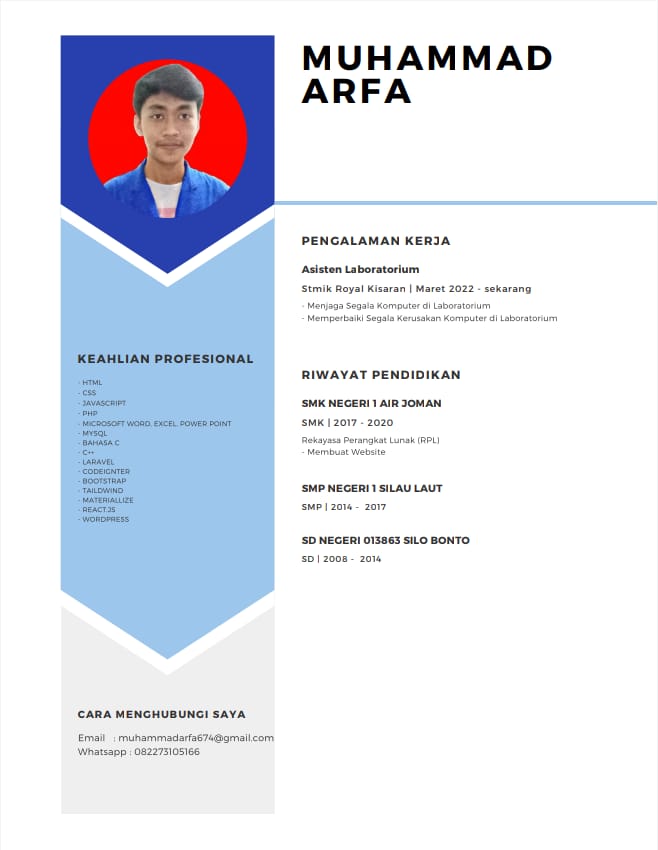 MUHAMMAD
ARFA
PENGALAMAN KERJA
Asisten Laboratorium
Stmik Royal Kisaran | Maret 2022 - sekarang
- Menjaga Segala Komputer di Laboratorium
- Memperbaiki Segala Kerusakan Komputer di Laboratorium
RIWAYAT PENDIDIKAN
SMK NEGERI 1 AIR JOMAN
SMK | 2017 - 2020
Rekayasa Perangkat Lunak (RPL)
- Membuat Website
SMP NEGERI 1 SILAU LAUT
SMP | 2014 - 2017
SD NEGERI 013863 SILO BONTO
SD | 2008 - 2014
KEAHLIAN PROFESIONAL
- HTML
- CSS
- JAVASCRIPT
- PHP
- MICROSOFT WORD, EXCEL, POWER POINT
- MYSQL
- BAHASA C
- C++
- LARAVEL
- CODEIGNTER
- BOOTSTRAP
- TAILDWIND
- MATERIALLIZE
- REACT.JS
- WORDPRESS
CARA MENGHUBUNGI SAYA
Email : muhammadarfa674@gmail.com
Whatsapp : 082273105166